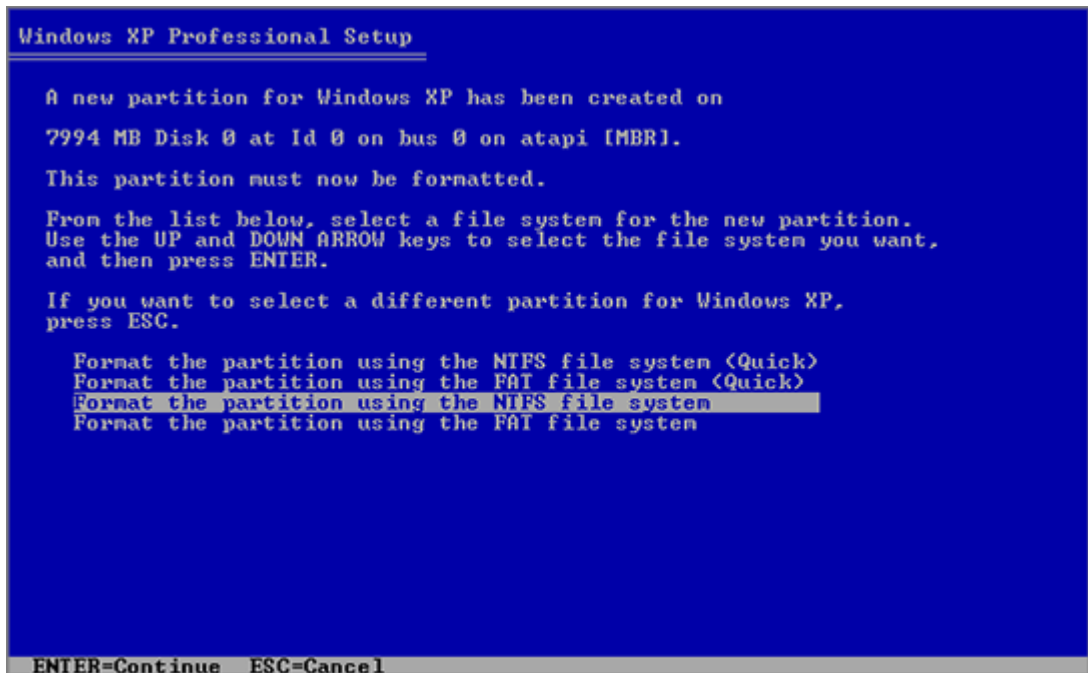 Windows XP Professional Setup
A new partition for Windows XP has been created on
7994 MB Disk 0 at Id 0 on bus 0 on atapi [MBR].
This partition must now be formatted.
From the list below, select a file system for the new partition.
Use the UP and DOWN ARROW keys to select the file system you want,
and then press ENTER.
If you want to select a different partition for Windows XP,
press ESC.
Format the partition using the NTFS file system (Quick)
Format the partition using the FAT file system (Quick)
Format the partition using the NTFS file system
Format the partition using the FAT file system
ENTER=Continue ESC=Cancel